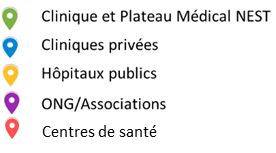 Clinique et Plateau Médical NEST
Cliniques privées
Hôpitaux publics
ONG/Associations
Centres de santé